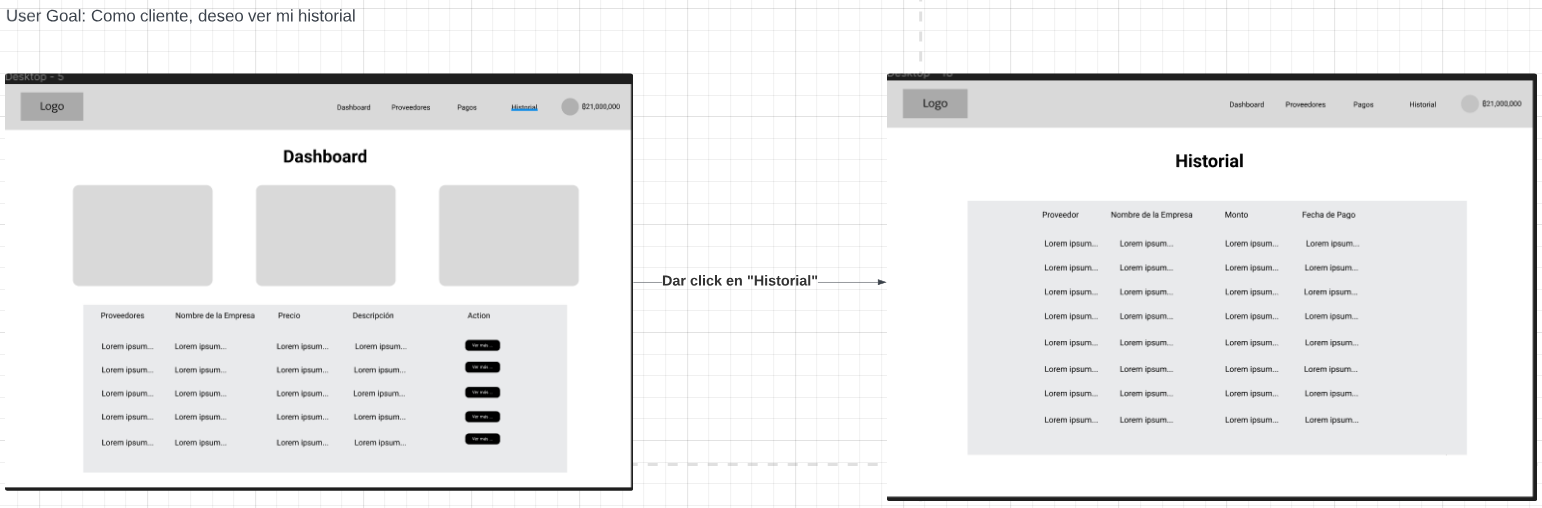 User Goal: Como cliente, deseo ver mi historial
Desktop - 5
Logo
Dashboard Proveedores Pagos Historial ₿21,000,000
Dashboard
Proveedores Nombre de la Empresa Precio Descripción Action
Lorem ipsum... Lorem ipsum... Lorem ipsum... Lorem ipsum... Ver más ...
Lorem ipsum... Lorem ipsum... Lorem ipsum... Lorem ipsum... Ver más ...
Lorem ipsum... Lorem ipsum... Lorem ipsum... Lorem ipsum... Ver más ...
Lorem ipsum... Lorem ipsum... Lorem ipsum... Lorem ipsum... Ver más ...
Lorem ipsum... Lorem ipsum... Lorem ipsum... Lorem ipsum... Ver más ...
Dar click en "Historial"
Desktop -
Logo
Dashboard Proveedores Pagos Historial ₿21,000,000
Historial
Proveedor Nombre de la Empresa Monto Fecha de Pago
Lorem ipsum... Lorem ipsum... Lorem ipsum... Lorem ipsum...
Lorem ipsum... Lorem ipsum... Lorem ipsum... Lorem ipsum...
Lorem ipsum... Lorem ipsum... Lorem ipsum... Lorem ipsum...
Lorem ipsum... Lorem ipsum... Lorem ipsum... Lorem ipsum...
Lorem ipsum... Lorem ipsum... Lorem ipsum... Lorem ipsum...
Lorem ipsum... Lorem ipsum... Lorem ipsum... Lorem ipsum...
Lorem ipsum... Lorem ipsum... Lorem ipsum... Lorem ipsum...
Lorem ipsum... Lorem ipsum... Lorem ipsum... Lorem ipsum...